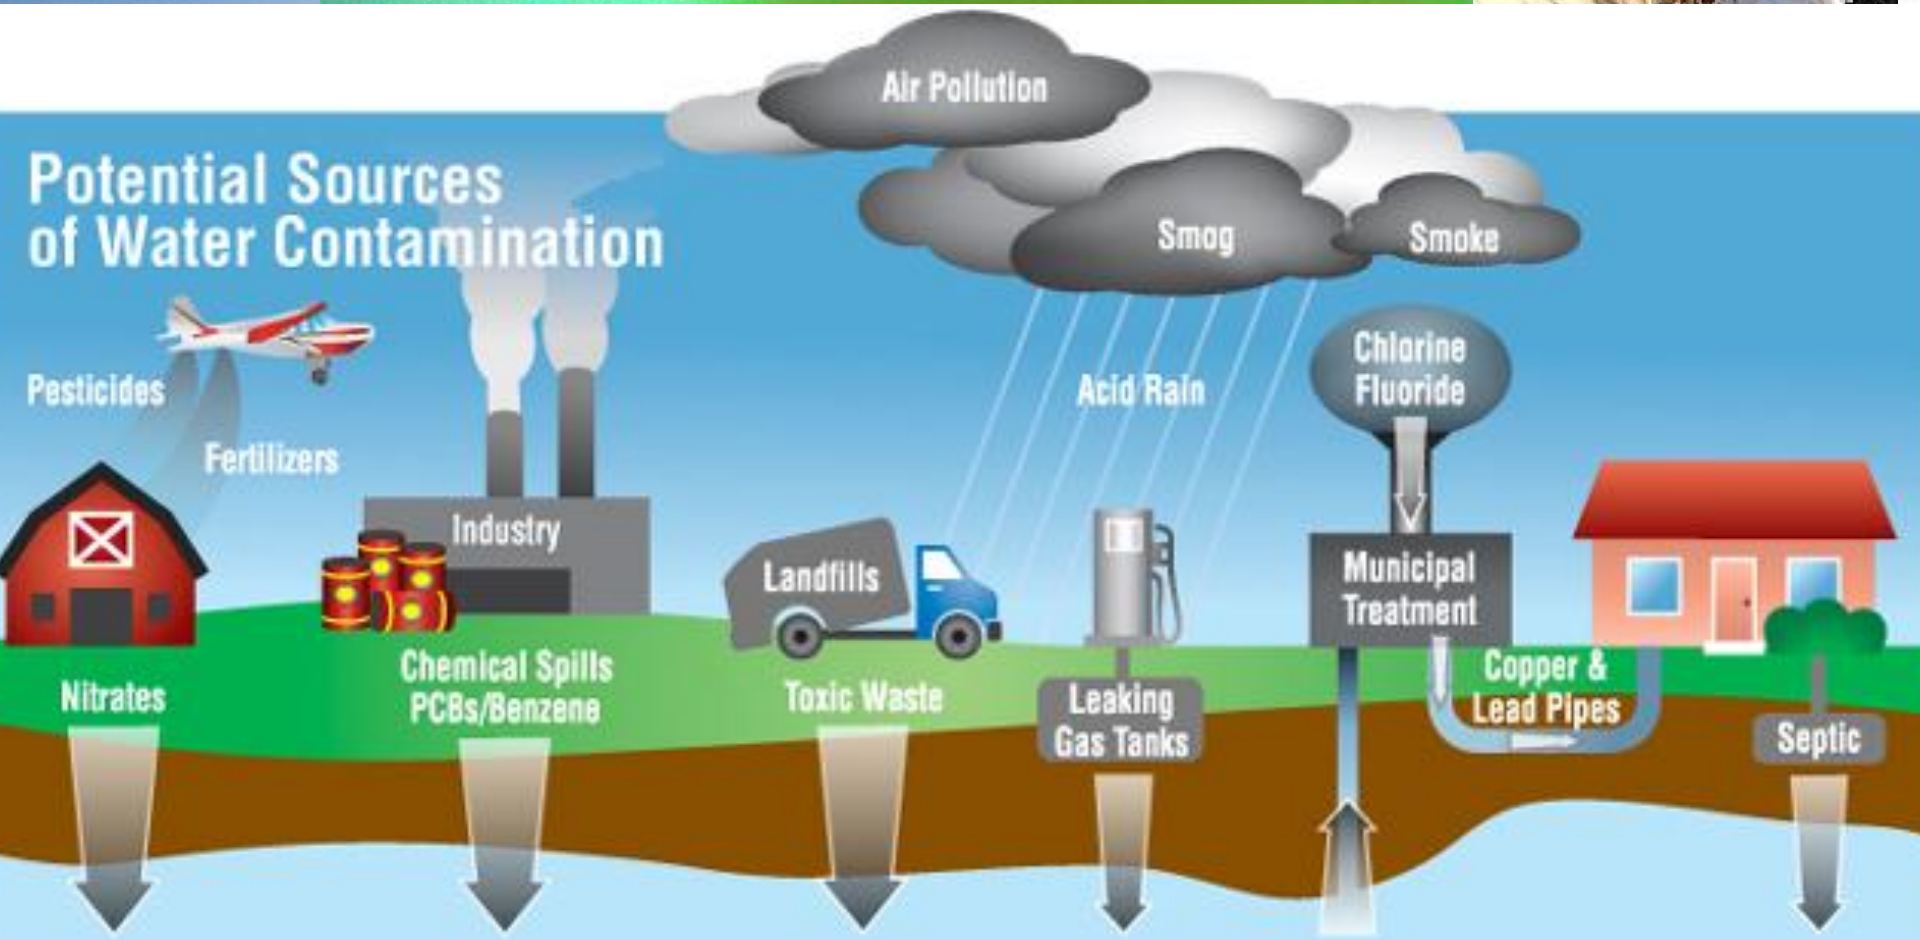 Air Pollution
Potential Sources
of Water Contamination
Smog
Smoke
Pesticides
Fertilizers
Acid Rain
Chlorine
Fluoride
Industry
Landfills
Municipal
Treatment
Nitrates
Chemical Spills
PCBs/Benzene
Toxic Waste
Leaking
Gas Tanks
Copper &
Lead Pipes
Septic